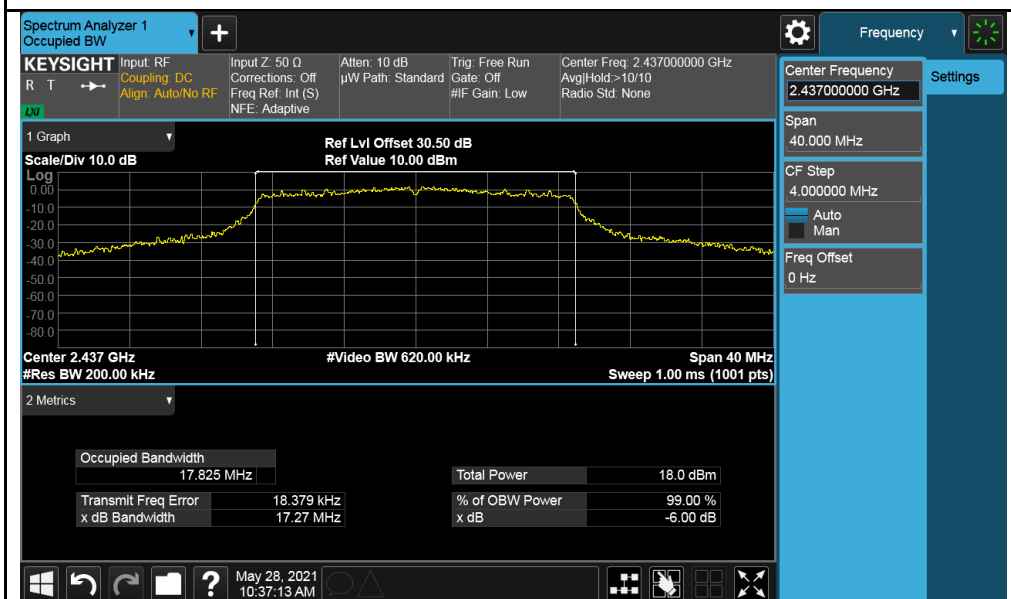 Spectrum Analyzer 1
Occupied BW
+
Frequency
KEYSIGHT
R T
LXI
Input: RF
Coupling: DC
Align: Auto/No RF
Input Z: 50 Ω
Corrections: Off
Freq Ref: Int (S)
NFE: Adaptive
Atten: 10 dB
µW Path: Standard
Trig: Free Run
Gate: Off
#IF Gain: Low
Center Freq: 2.437000000 GHz
Avg|Hold:>10/10
Radio Std: None
Center Frequency
2.437000000 GHz
Settings
Span
40.000 MHz
CF Step
4.000000 MHz
Auto
Man
Freq Offset
0 Hz
1 Graph
Scale/Div 10.0 dB
Ref Lvl Offset 30.50 dB
Ref Value 10.00 dBm
Log
0.00
-10.0
-20.0
-30.0
-40.0
-50.0
-60.0
-70.0
-80.0
Center 2.437 GHz
#Video BW 620.00 kHz
Span 40 MHz
#Res BW 200.00 kHz
Sweep 1.00 ms (1001 pts)
2 Metrics
Occupied Bandwidth
17.825 MHz
Total Power 18.0 dBm
Transmit Freq Error 18.379 kHz
% of OBW Power 99.00 %
x dB Bandwidth 17.27 MHz
x dB -6.00 dB
?
May 28, 2021
10:37:13 AM